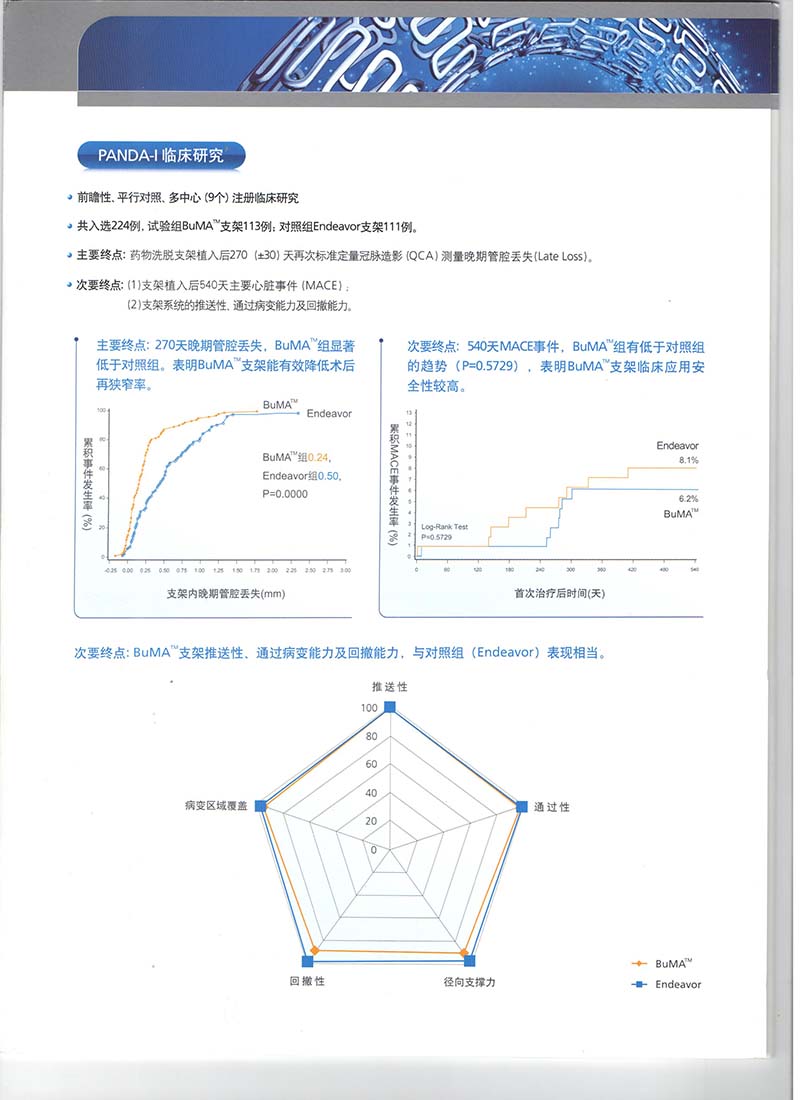 PANDA-I 临床研究
前瞻性、平行对照、多中心（9个）注册临床研究
共入选224例，试验组BuMA™支架113例；对照组Endeavor支架111例。
主要终点：药物洗脱支架植入后270（±30）天再次标准定量冠脉造影（QCA）测量晚期管腔丢失(Late Loss)。
次要终点：(1)支架植入后540天主要心脏事件（MACE）；
(2)支架系统的推送性、通过病变能力及回撤能力。
主要终点：270天晚期管腔丢失，BuMA™组显著
低于对照组。表明BuMA™支架能有效降低术后
再狭窄率。
BuMA™
Endeavor
BuMA™组0.24，
Endeavor组0.50，
P=0.0000
累积事件发生率(%)
100
80
60
40
20
0
-0.25 0.00 0.25 0.50 0.75 1.00 1.25 1.50 1.75 2.00 2.25 2.50 2.75 3.00
支架内晚期管腔丢失(mm)
次要终点：540天MACE事件，BuMA™组有低于对照组
的趋势（P=0.5729），表明BuMA™支架临床应用安
全性较高。
累积MACE事件发生率(%)
13
12
11
10
9
8
7
6
5
4
3
2
1
0
Endeavor
8.1%
6.2%
BuMA™
Log-Rank Test
P=0.5729
0 60 120 180 240 300 360 420 480 540
首次治疗后时间(天)
次要终点：BuMA™支架推送性、通过病变能力及回撤能力，与对照组（Endeavor）表现相当。
推送性
100
80
60
40
20
0
病变区域覆盖
通过性
回撤性
径向支撑力
BuMA™
Endeavor